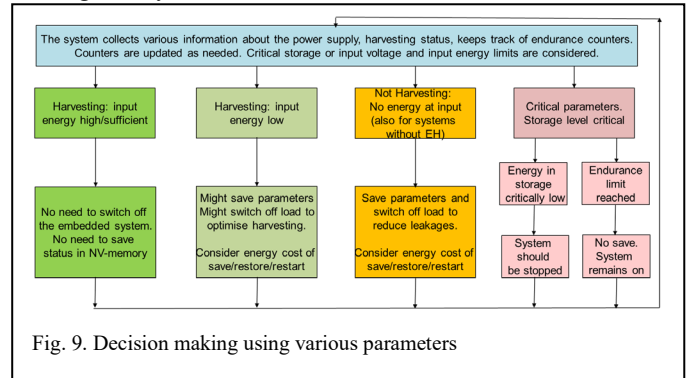 The system collects various information about the power supply, harvesting status, keeps track of endurance counters.
Counters are updated as needed. Critical storage or input voltage and input energy limits are considered.
Harvesting: input
energy high/sufficient
Harvesting: input
energy low
Not Harvesting:
No energy at input
(also for systems
without EH)
Critical parameters.
Storage level critical
No need to switch off
the embedded system.
No need to save
status in NV-memory
Might save parameters
Might switch off load to
optimise harvesting.
Consider energy cost of
save/restore/restart
Save parameters and
switch off load to
reduce leakages.
Consider energy cost of
save/restore/restart
Energy in
storage
critically low
Endurance
limit
reached
System
should
be stopped
No save.
System
remains on
Fig. 9. Decision making using various parameters